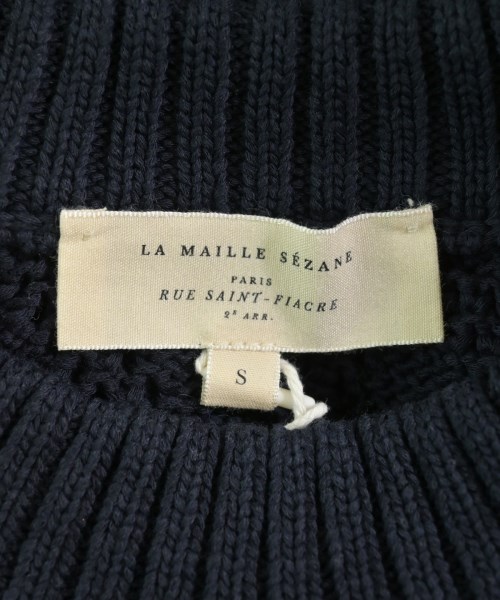 LA MAILLE SÉZANE
PARIS
RUE SAINT-FIACRE
2E ARR.
S